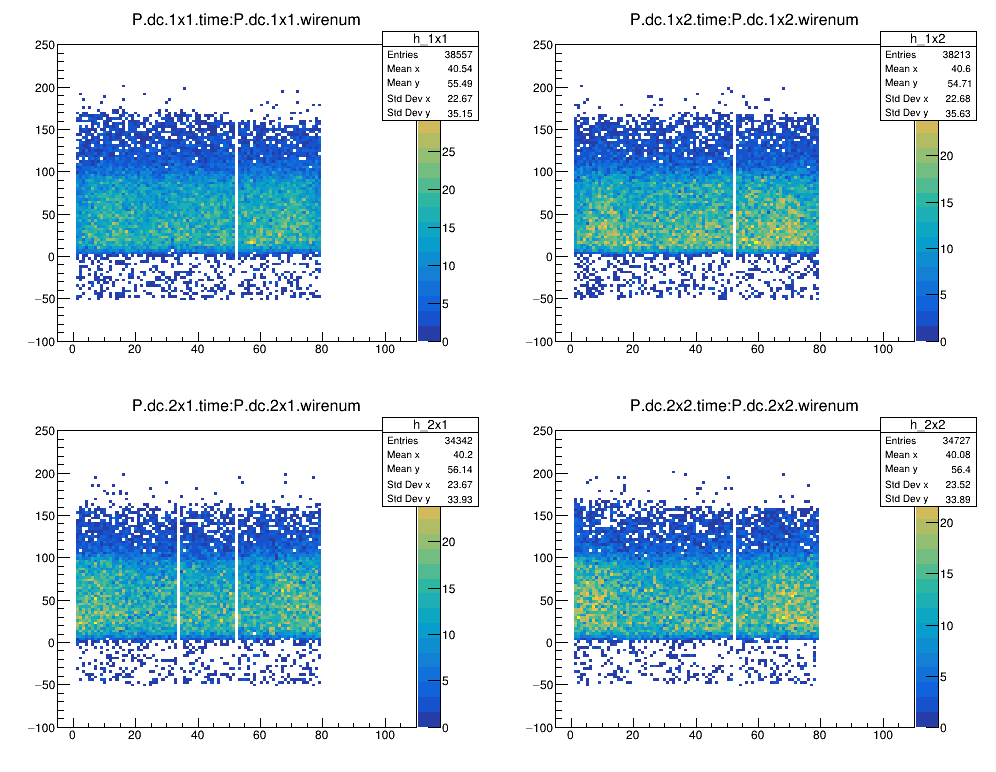 P.dc.1x1.time:P.dc.1x1.wirenum
h_1x1
Entries 38557
Mean x 40.54
Mean y 55.49
Std Dev x 22.67
Std Dev y 35.15
250
200
150
100
50
0
−50
−100
0 20 40 60 80 100
25
20
15
10
5
0
P.dc.1x2.time:P.dc.1x2.wirenum
h_1x2
Entries 38213
Mean x 40.6
Mean y 54.71
Std Dev x 22.68
Std Dev y 35.63
250
200
150
100
50
0
−50
−100
0 20 40 60 80 100
20
15
10
5
0
P.dc.2x1.time:P.dc.2x1.wirenum
h_2x1
Entries 34342
Mean x 40.2
Mean y 56.14
Std Dev x 23.67
Std Dev y 33.93
250
200
150
100
50
0
−50
−100
0 20 40 60 80 100
20
15
10
5
0
P.dc.2x2.time:P.dc.2x2.wirenum
h_2x2
Entries 34727
Mean x 40.08
Mean y 56.4
Std Dev x 23.52
Std Dev y 33.89
250
200
150
100
50
0
−50
−100
0 20 40 60 80 100
20
15
10
5
0